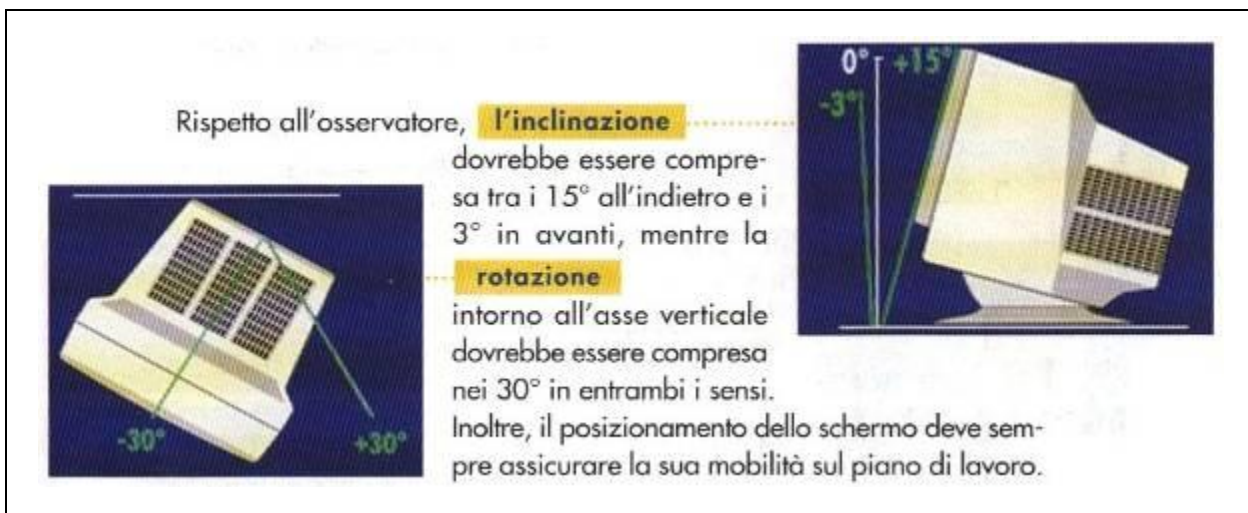 0° +15°
-3°
Rispetto all'osservatore, l'inclinazione
dovrebbe essere compre-
sa tra i 15° all'indietro e i
3° in avanti, mentre la
rotazione
intorno all'asse verticale
dovrebbe essere compresa
nei 30° in entrambi i sensi.
Inoltre, il posizionamento dello schermo deve sem-
pre assicurare la sua mobilità sul piano di lavoro.
-30° +30°